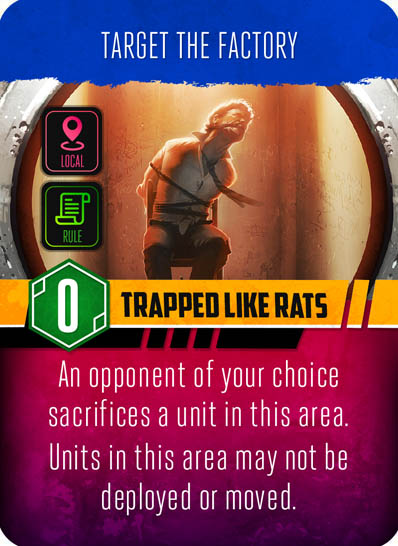 TARGET THE FACTORY
LOCAL
RULE
0 TRAPPED LIKE RATS
An opponent of your choice
sacrifices a unit in this area.
Units in this area may not be
deployed or moved.